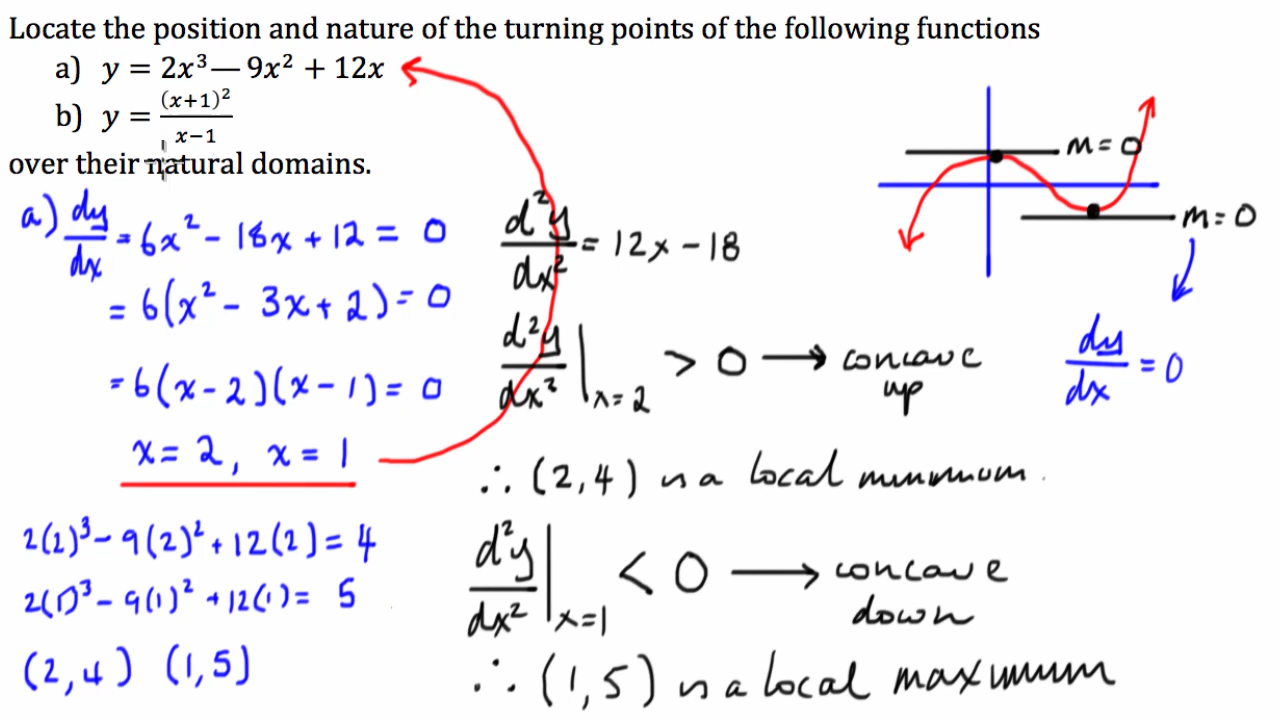 Locate the position and nature of the turning points of the following functions
a) y = 2x³ — 9x² + 12x
b) y = (x+1)²/(x−1)
over their natural domains.
a) dy/dx = 6x² - 18x + 12 = 0
= 6(x² - 3x + 2) = 0
= 6(x - 2)(x - 1) = 0
x = 2, x = 1
2(2)³ - 9(2)² + 12(2) = 4
2(1)³ - 9(1)² + 12(1) = 5
(2, 4) (1, 5)
d²y/dx² = 12x - 18
d²y/dx² |x=2 > 0 → concave
up
∴ (2, 4) is a local minimum.
d²y/dx² |x=1 < 0 → concave
down
∴ (1, 5) is a local maximum
m = 0
m = 0
dy/dx = 0